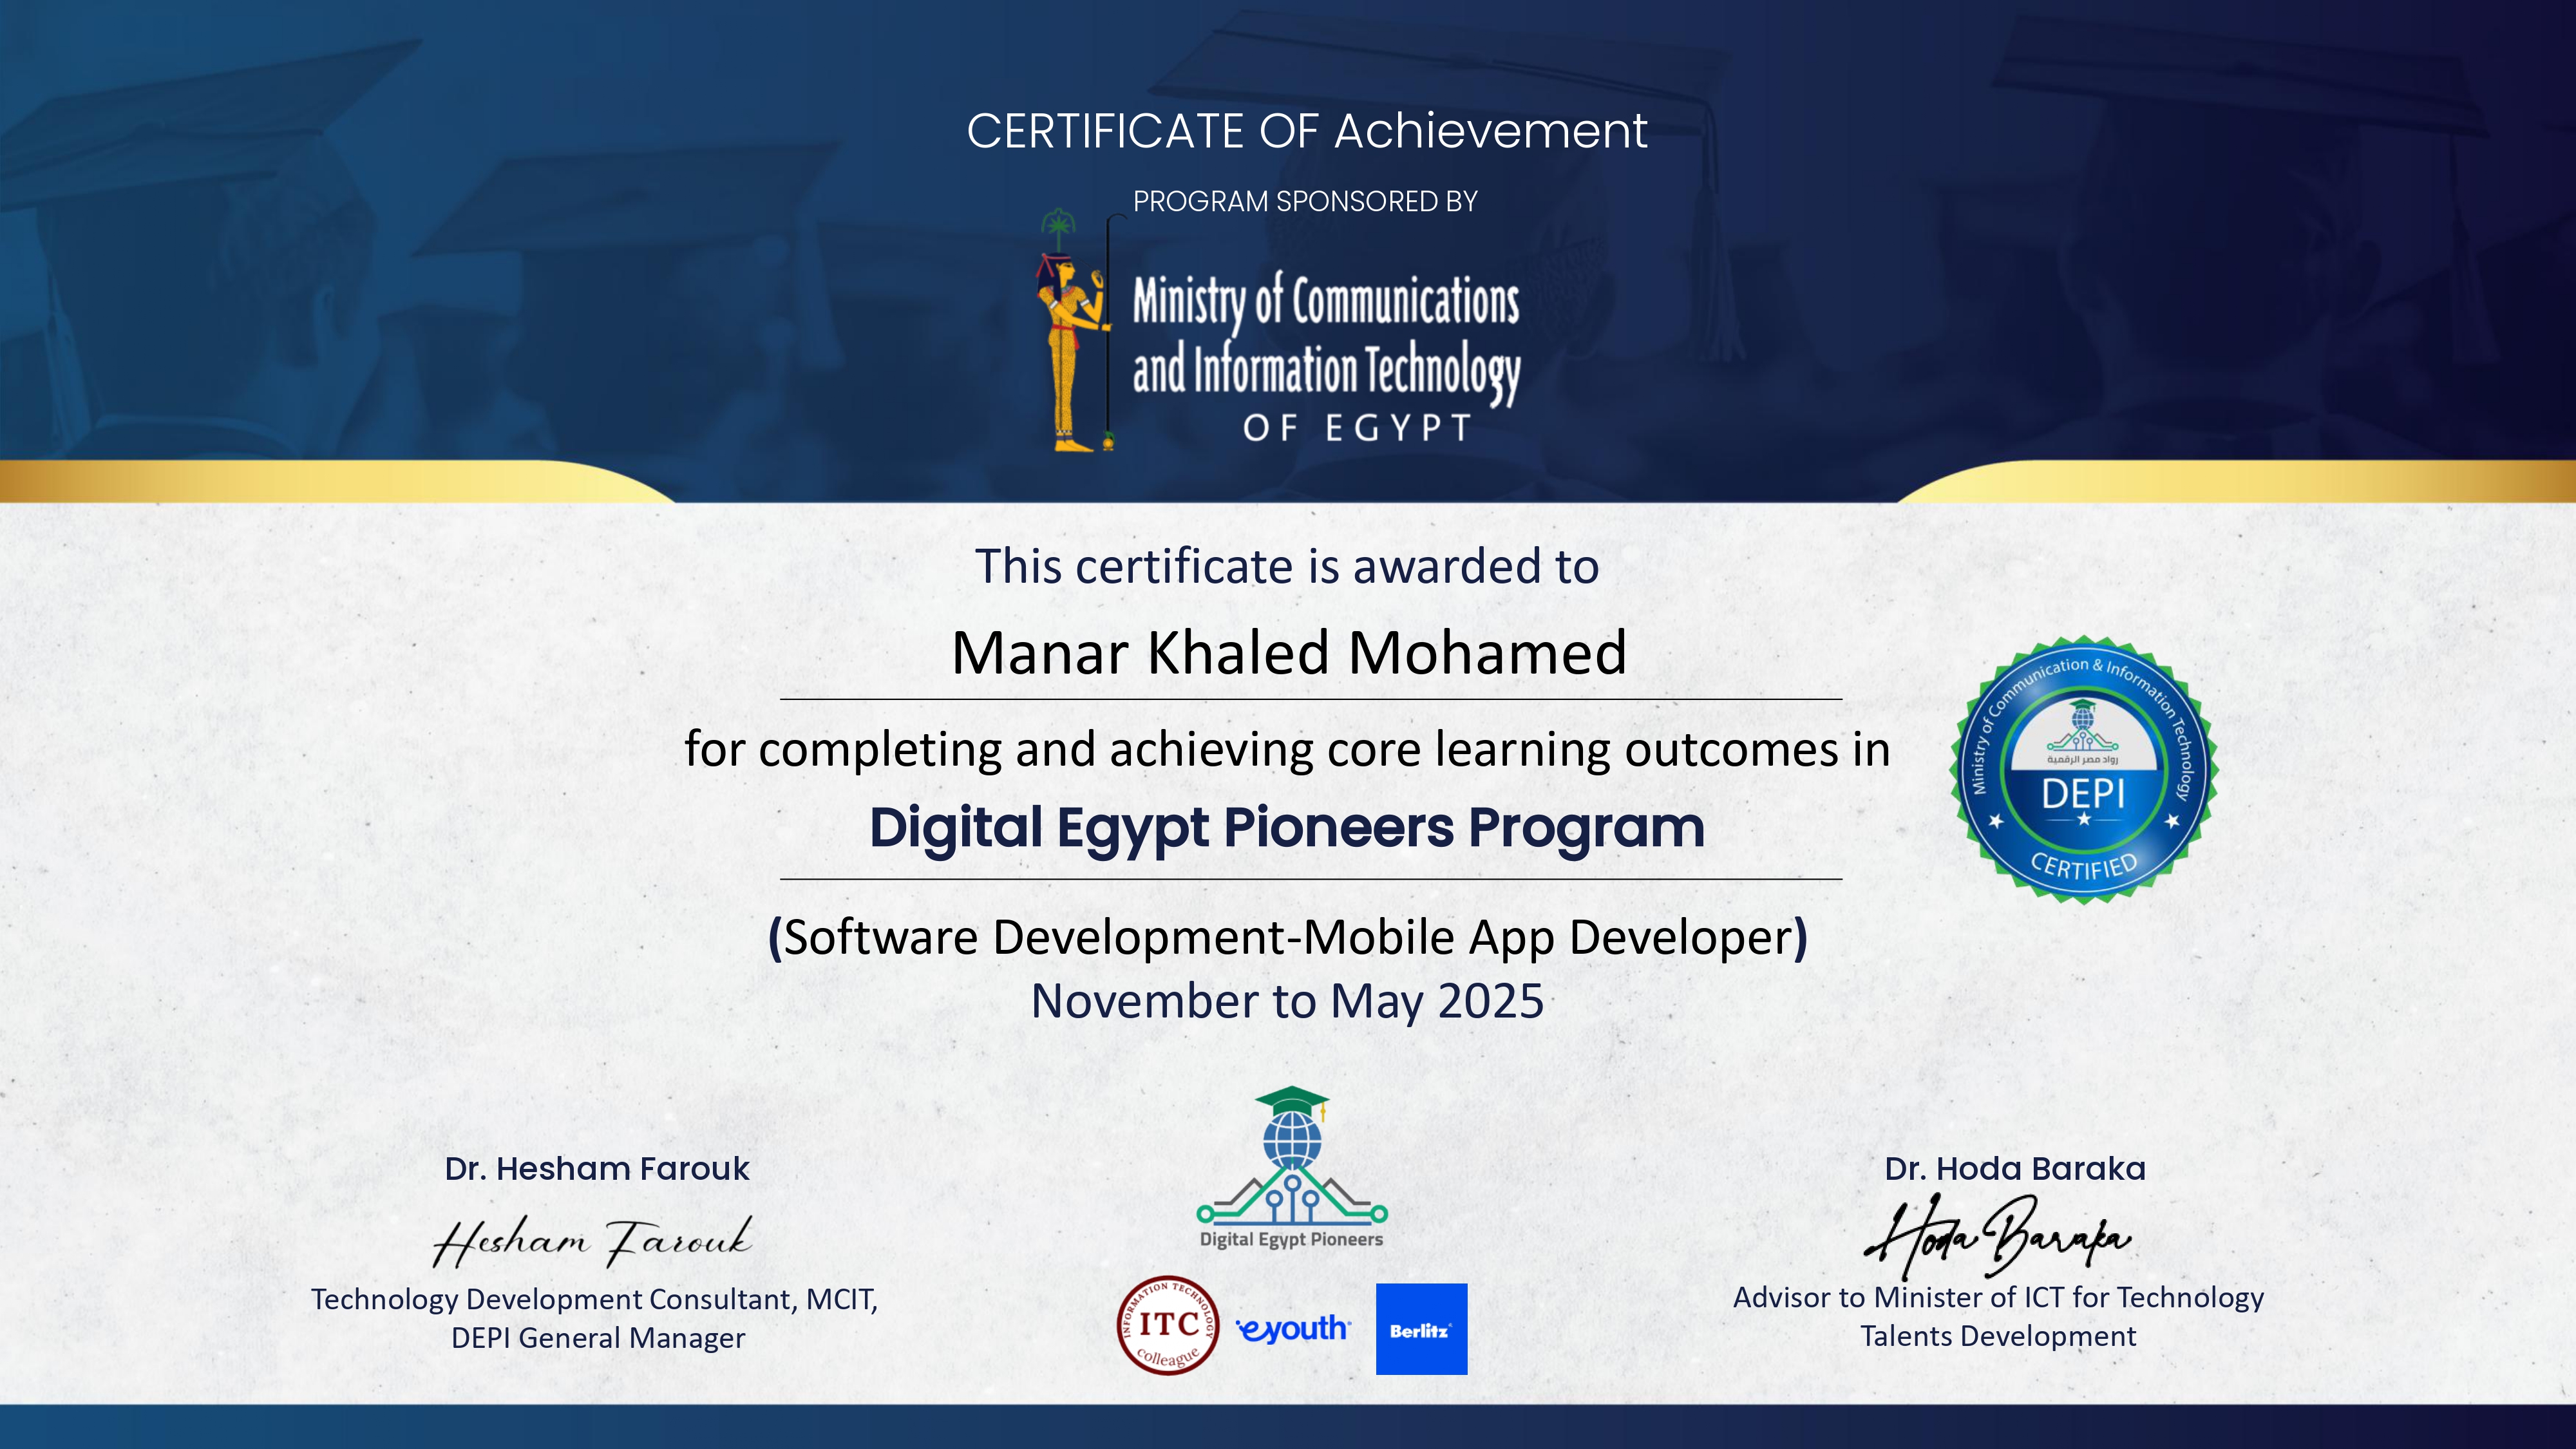 CERTIFICATE OF Achievement
PROGRAM SPONSORED BY
Ministry of Communications
and Information Technology
OF EGYPT
This certificate is awarded to
Manar Khaled Mohamed
for completing and achieving core learning outcomes in
Digital Egypt Pioneers Program
(Software Development-Mobile App Developer)
November to May 2025
Ministry of Communication & Information Technology
رواد مصر الرقمية
DEPI
CERTIFIED
Dr. Hesham Farouk
Hesham Farouk
Technology Development Consultant, MCIT,
DEPI General Manager
Digital Egypt Pioneers
INFORMATION TECHNOLOGY
ITC
colleague
eyouth
Berlitz
Dr. Hoda Baraka
Hoda Baraka
Advisor to Minister of ICT for Technology
Talents Development